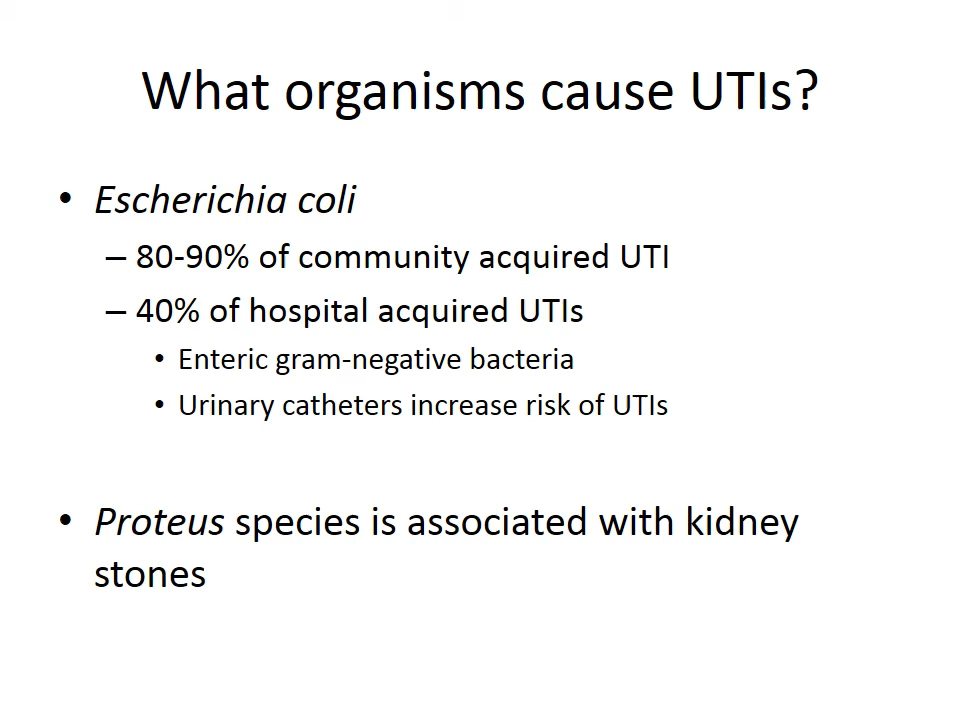 What organisms cause UTIs?
• Escherichia coli
– 80-90% of community acquired UTI
– 40% of hospital acquired UTIs
• Enteric gram-negative bacteria
• Urinary catheters increase risk of UTIs
• Proteus species is associated with kidney
stones